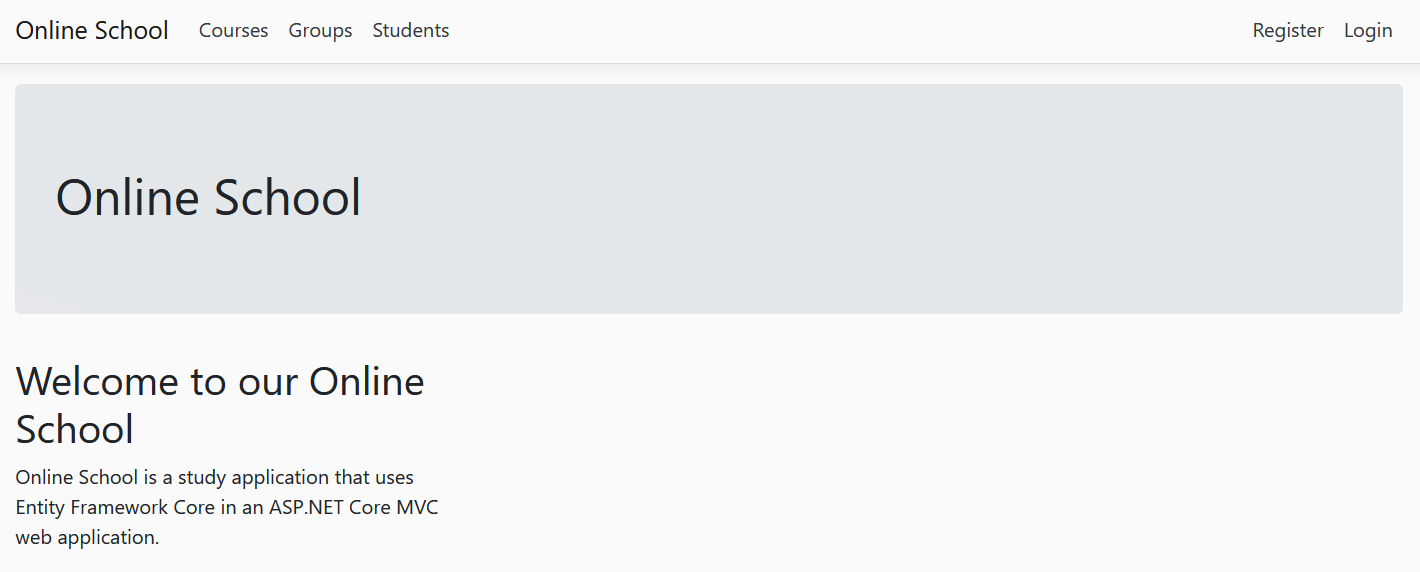 Online School Courses Groups Students Register Login
Online School
Welcome to our Online
School
Online School is a study application that uses
Entity Framework Core in an ASP.NET Core MVC
web application.